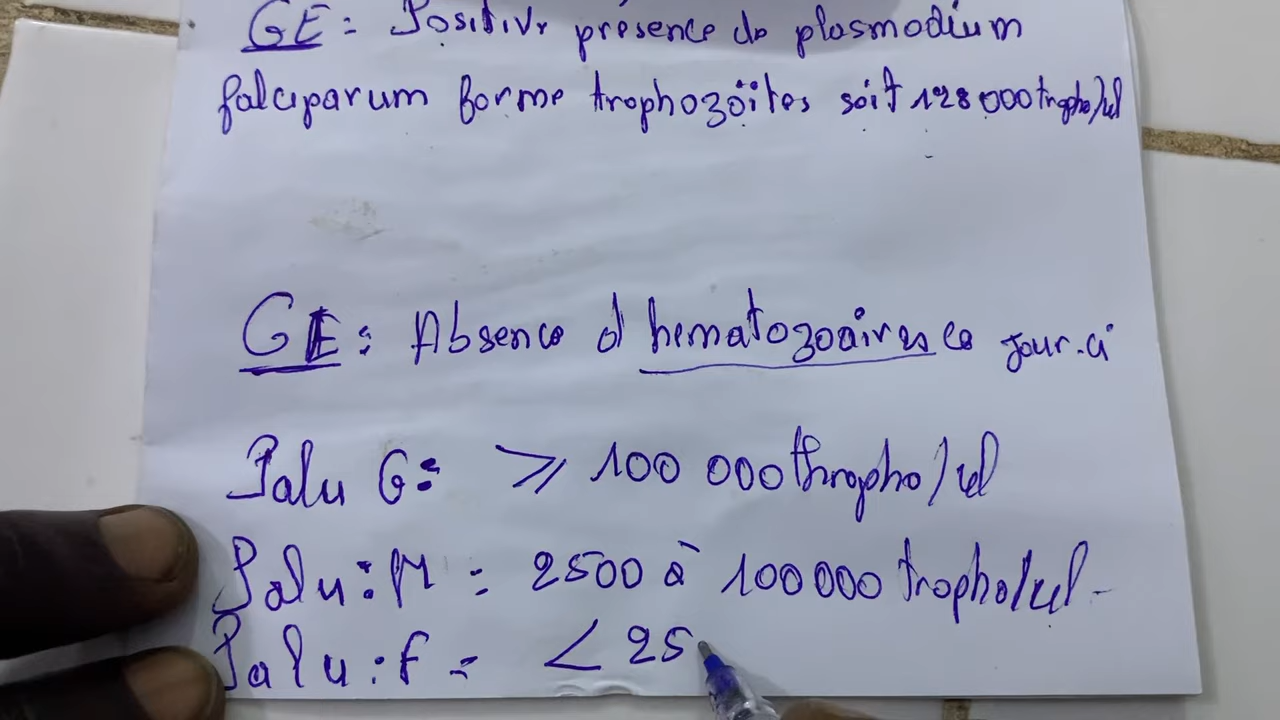 GE : Positive présence de plasmodium
falciparum forme trophozoïtes soit 128 000 tropho/ul
GE : Absence d hematozoaires ce jour-ci
Palu G : ≥ 100 000 thropho/ul
Palu : M = 2500 à 100 000 tropho/ul -
Palu : f = < 25